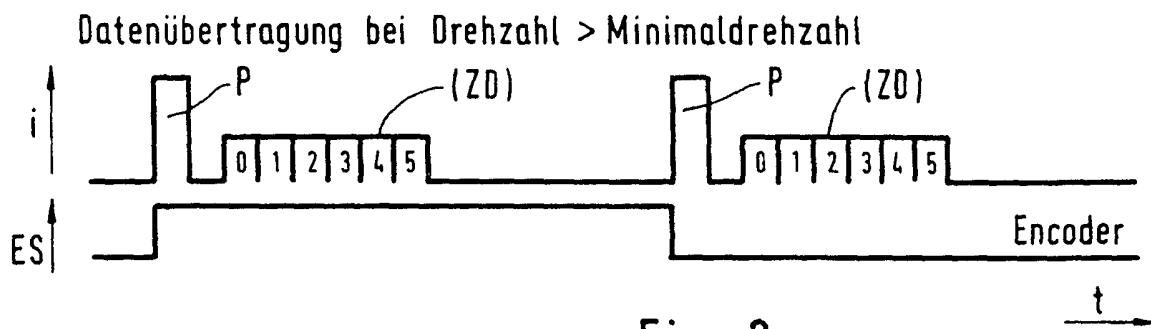 Datenübertragung bei Drehzahl > Minimaldrehzahl
P (ZD) P (ZD)
i
0 1 2 3 4 5 0 1 2 3 4 5
ES Encoder
t